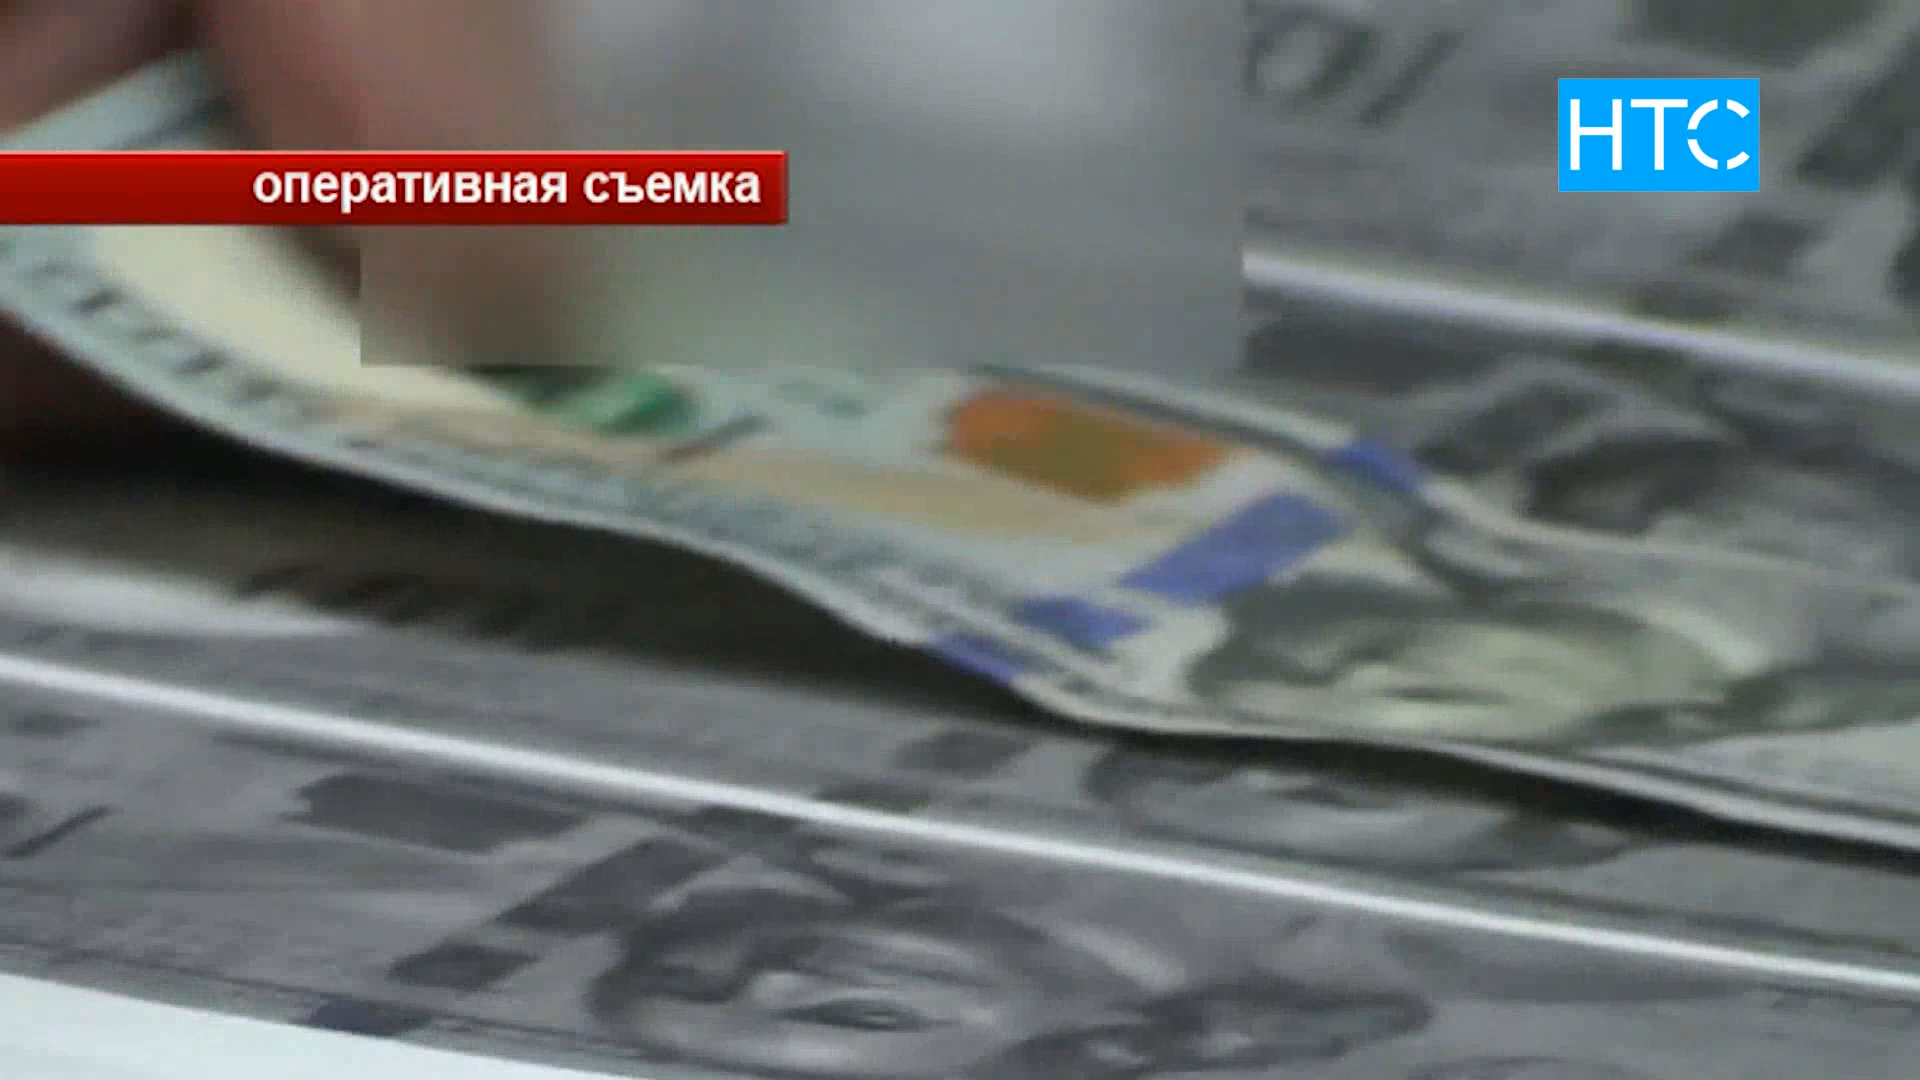 НТС
оперативная съемка